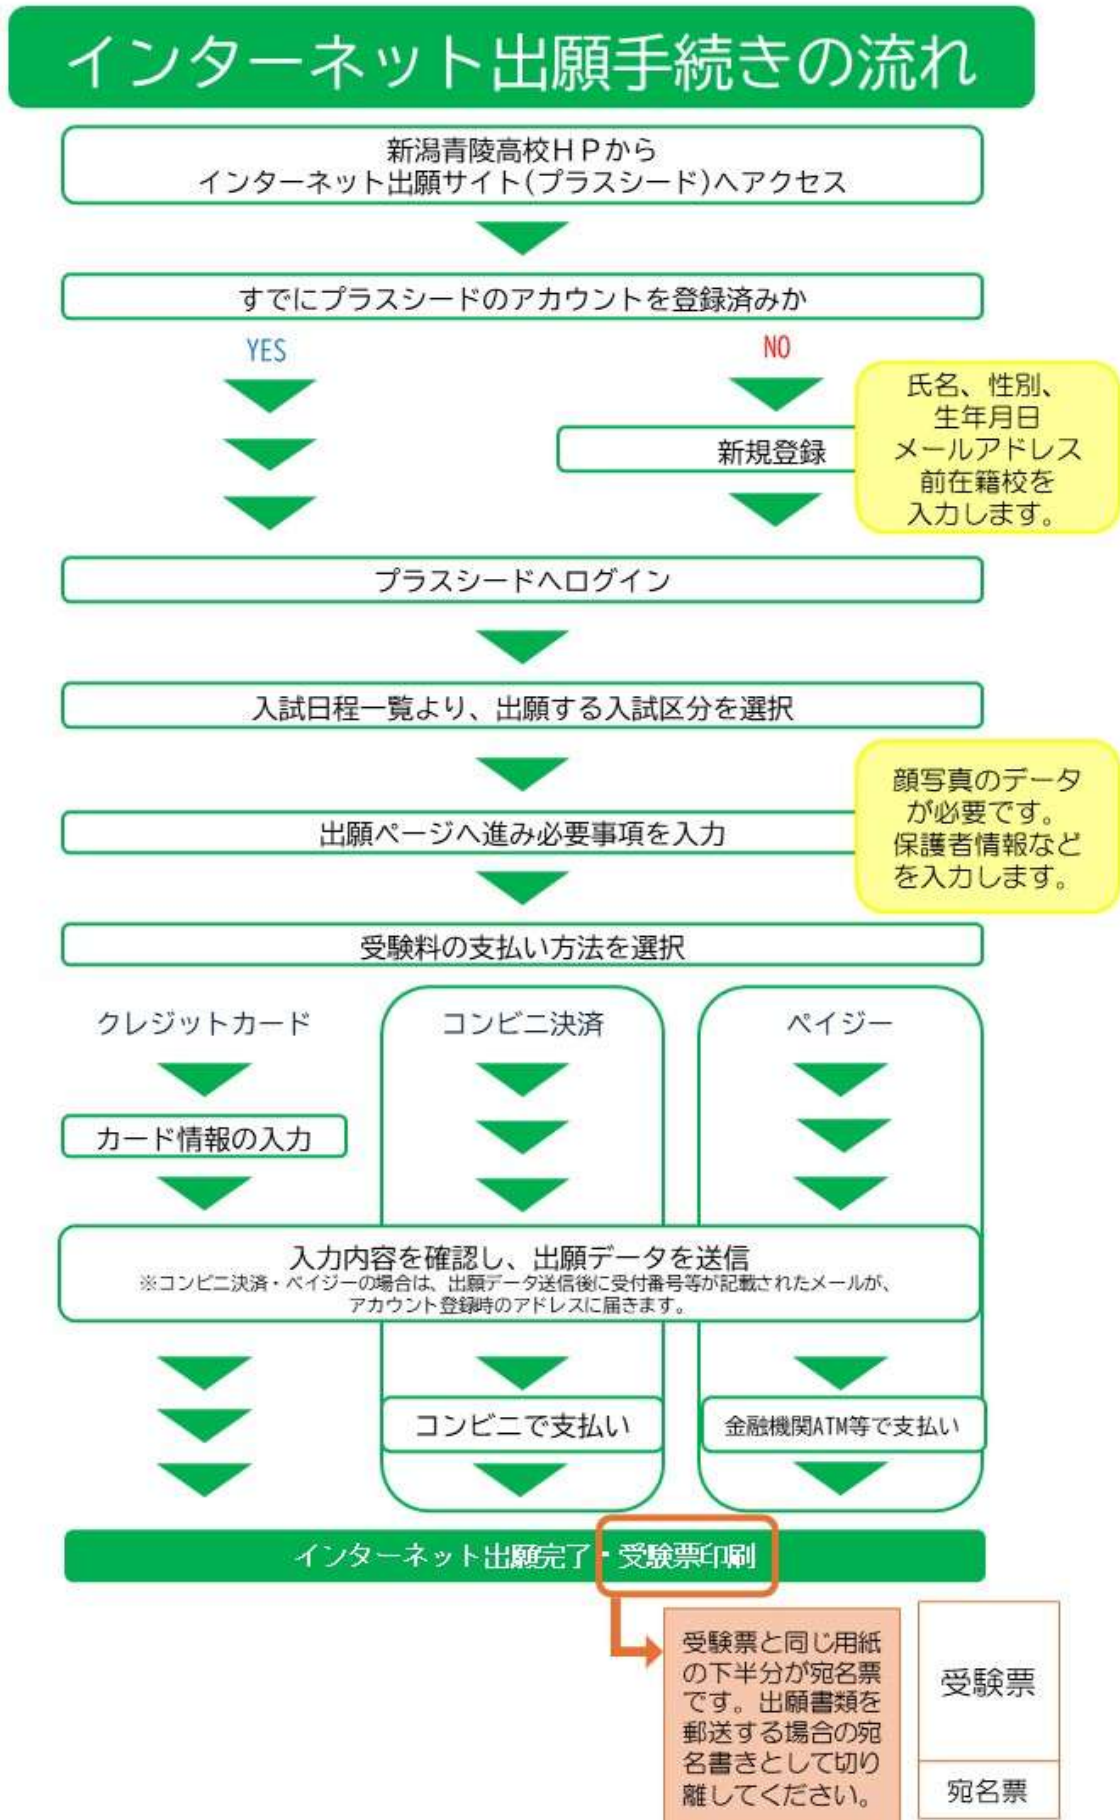 インターネット出願手続きの流れ
新潟青陵高校HPから
インターネット出願サイト(プラスシード)へアクセス
すでにプラスシードのアカウントを登録済みか
YES
NO
新規登録
氏名、性別、
生年月日
メールアドレス
前在籍校を
入力します。
プラスシードへログイン
入試日程一覧より、出願する入試区分を選択
出願ページへ進み必要事項を入力
顔写真のデータ
が必要です。
保護者情報など
を入力します。
受験料の支払い方法を選択
クレジットカード
コンビニ決済
ペイジー
カード情報の入力
入力内容を確認し、出願データを送信
※コンビニ決済・ペイジーの場合は、出願データ送信後に受付番号等が記載されたメールが、
アカウント登録時のアドレスに届きます。
コンビニで支払い
金融機関ATM等で支払い
インターネット出願完了・受験票印刷
受験票と同じ用紙
の下半分が宛名票
です。出願書類を
郵送する場合の宛
名書きとして切り
離してください。
受験票
宛名票